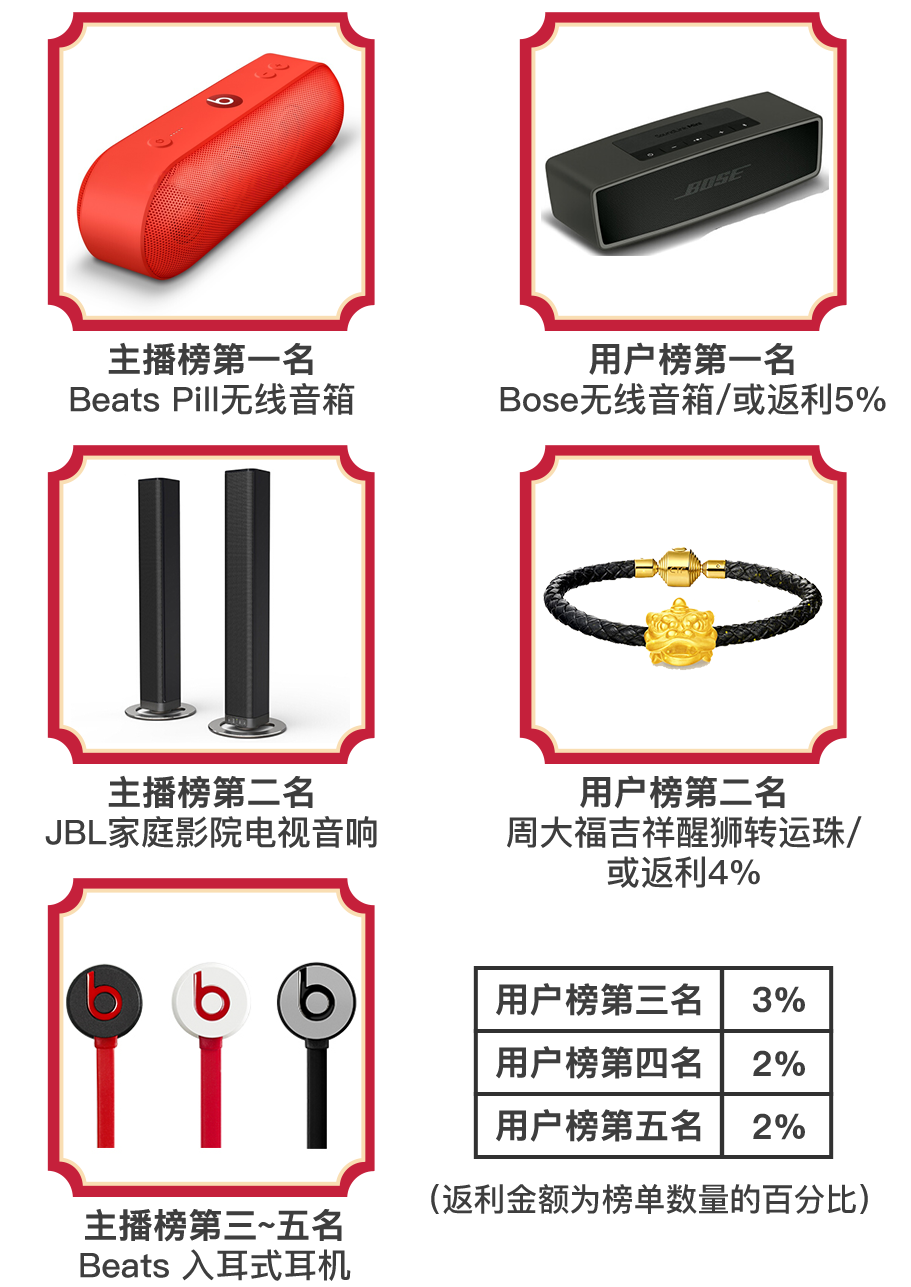 BOSE
主播榜第一名
Beats Pill无线音箱
用户榜第一名
Bose无线音箱/或返利5%
主播榜第二名
JBL家庭影院电视音响
用户榜第二名
周大福吉祥醒狮转运珠/
或返利4%
主播榜第三~五名
Beats 入耳式耳机
用户榜第三名 3%
用户榜第四名 2%
用户榜第五名 2%
（返利金额为榜单数量的百分比）